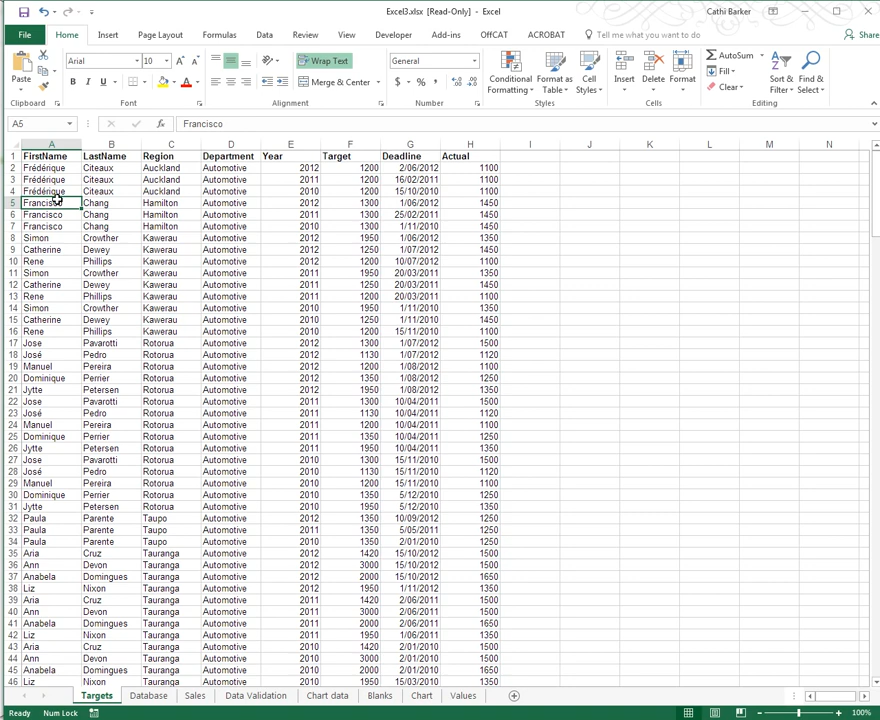 Excel3.xlsx [Read-Only] - Excel
Cathi Barker
File Home Insert Page Layout Formulas Data Review View Developer Add-ins OffCAT ACROBAT Tell me what you want to do... Share
Paste
Arial 10 A A
Wrap Text
General
AutoSum
Fill
Clear
B I U
Merge & Center
$ % ,
Conditional Formatting
Format as Table
Cell Styles
Insert
Delete
Format
Sort & Filter
Find & Select
Clipboard Font Alignment Number Styles Cells Editing
A5 fx Francisco
A B C D E F G H I J K L M N
1 FirstName LastName Region Department Year Target Deadline Actual
2 Frédérique Citeaux Auckland Automotive 2012 1200 2/06/2012 1100
3 Frédérique Citeaux Auckland Automotive 2011 1200 16/02/2011 1100
4 Frédérique Citeaux Auckland Automotive 2010 1200 15/10/2010 1100
5 Francisco Chang Hamilton Automotive 2012 1300 1/06/2012 1450
6 Francisco Chang Hamilton Automotive 2011 1300 25/02/2011 1450
7 Francisco Chang Hamilton Automotive 2010 1300 1/11/2010 1450
8 Simon Crowther Kawerau Automotive 2012 1950 1/06/2012 1350
9 Catherine Dewey Kawerau Automotive 2012 1250 1/07/2012 1450
10 Rene Phillips Kawerau Automotive 2012 1200 10/07/2012 1100
11 Simon Crowther Kawerau Automotive 2011 1950 20/03/2011 1350
12 Catherine Dewey Kawerau Automotive 2011 1250 20/03/2011 1450
13 Rene Phillips Kawerau Automotive 2011 1200 20/03/2011 1100
14 Simon Crowther Kawerau Automotive 2010 1950 1/11/2010 1350
15 Catherine Dewey Kawerau Automotive 2010 1250 1/11/2010 1450
16 Rene Phillips Kawerau Automotive 2010 1200 15/11/2010 1100
17 Jose Pavarotti Rotorua Automotive 2012 1300 1/07/2012 1500
18 José Pedro Rotorua Automotive 2012 1130 1/07/2012 1120
19 Manuel Pereira Rotorua Automotive 2012 1200 1/08/2012 1100
20 Dominique Perrier Rotorua Automotive 2012 1350 1/08/2012 1250
21 Jytte Petersen Rotorua Automotive 2012 1950 1/08/2012 1350
22 Jose Pavarotti Rotorua Automotive 2011 1300 10/04/2011 1500
23 José Pedro Rotorua Automotive 2011 1130 10/04/2011 1120
24 Manuel Pereira Rotorua Automotive 2011 1200 10/04/2011 1100
25 Dominique Perrier Rotorua Automotive 2011 1350 10/04/2011 1250
26 Jytte Petersen Rotorua Automotive 2011 1950 10/04/2011 1350
27 Jose Pavarotti Rotorua Automotive 2010 1300 15/11/2010 1500
28 José Pedro Rotorua Automotive 2010 1130 15/11/2010 1120
29 Manuel Pereira Rotorua Automotive 2010 1200 15/11/2010 1100
30 Dominique Perrier Rotorua Automotive 2010 1350 5/12/2010 1250
31 Jytte Petersen Rotorua Automotive 2010 1950 5/12/2010 1350
32 Paula Parente Taupo Automotive 2012 1350 10/09/2012 1250
33 Paula Parente Taupo Automotive 2011 1350 5/05/2011 1250
34 Paula Parente Taupo Automotive 2010 1350 2/01/2010 1250
35 Aria Cruz Tauranga Automotive 2012 1420 15/10/2012 1500
36 Ann Devon Tauranga Automotive 2012 3000 15/10/2012 1500
37 Anabela Domingues Tauranga Automotive 2012 2000 15/10/2012 1650
38 Liz Nixon Tauranga Automotive 2012 1950 1/11/2012 1350
39 Aria Cruz Tauranga Automotive 2011 1420 2/06/2011 1500
40 Ann Devon Tauranga Automotive 2011 3000 2/06/2011 1500
41 Anabela Domingues Tauranga Automotive 2011 2000 2/06/2011 1650
42 Liz Nixon Tauranga Automotive 2011 1950 1/06/2011 1350
43 Aria Cruz Tauranga Automotive 2010 1420 2/01/2010 1500
44 Ann Devon Tauranga Automotive 2010 3000 2/01/2010 1500
45 Anabela Domingues Tauranga Automotive 2010 2000 2/01/2010 1650
46 Liz Nixon Tauranga Automotive 2010 1950 15/03/2010 1350
Targets Database Sales Data Validation Chart data Blanks Chart Values
Ready Num Lock 100%